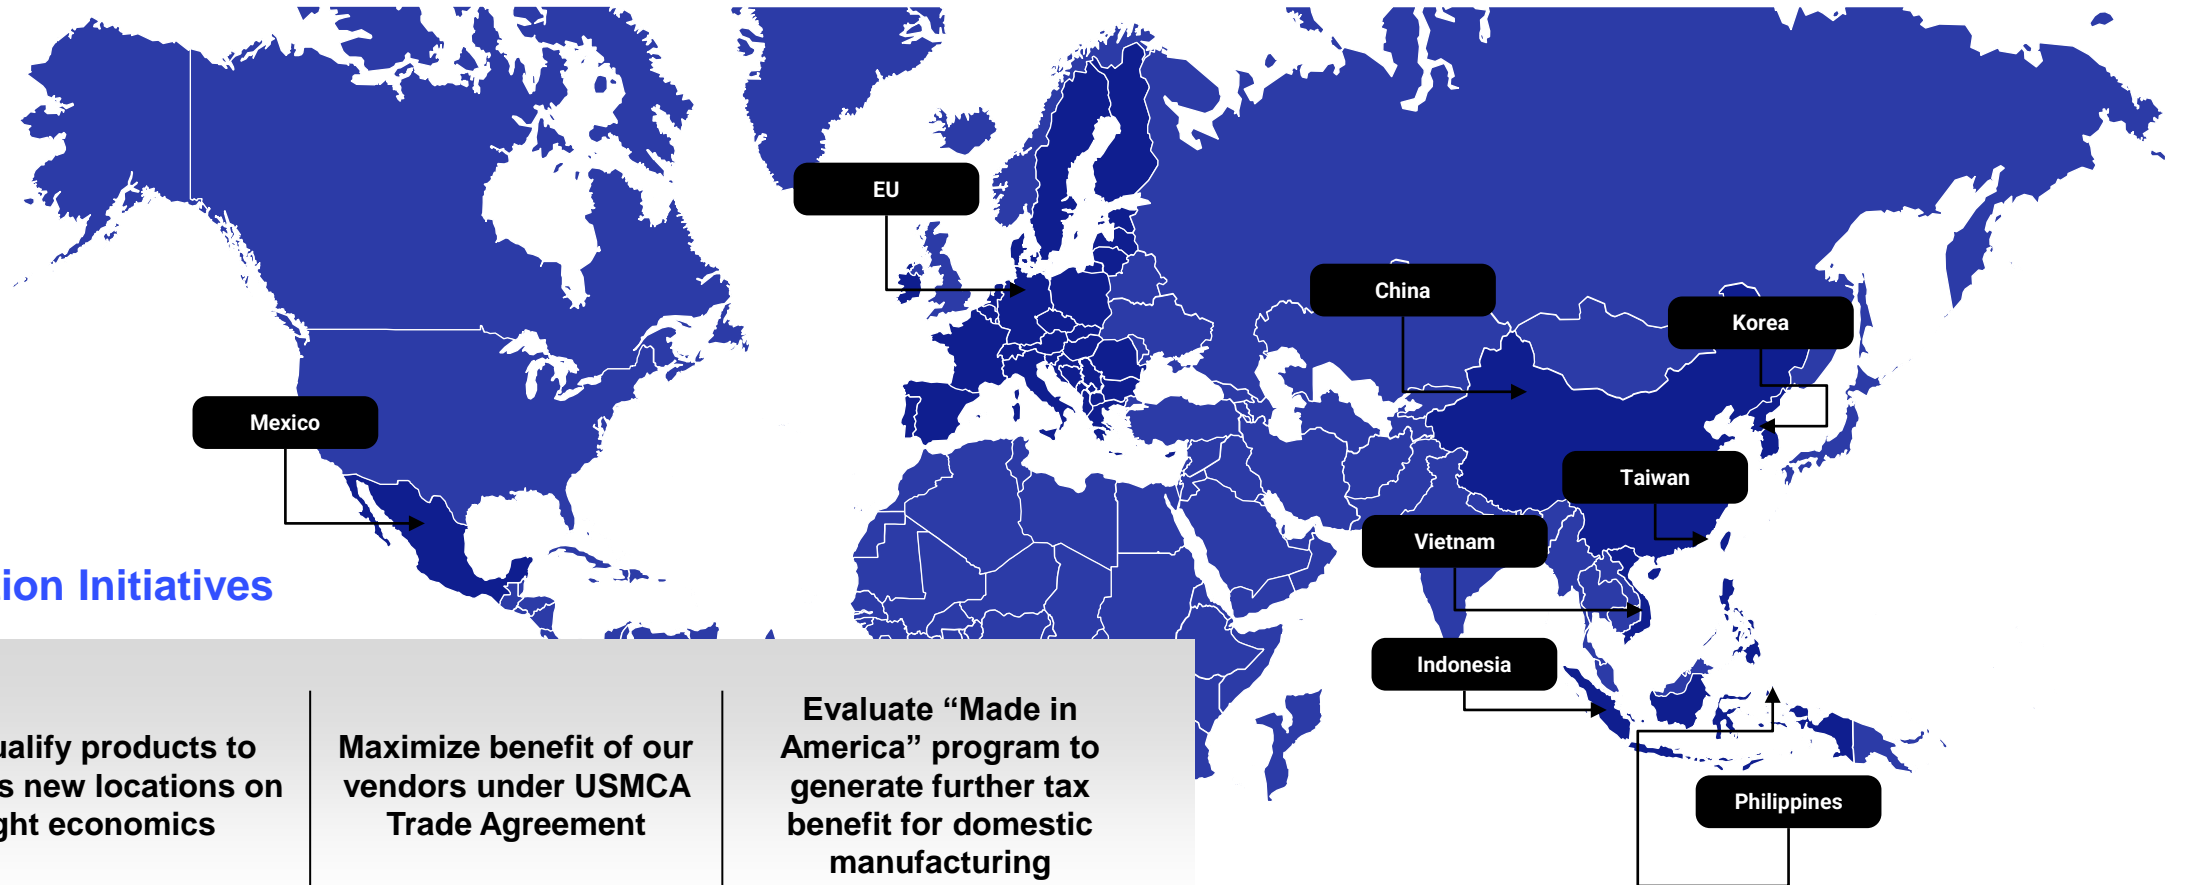 EU
China
Korea
Mexico
Taiwan
Vietnam
Indonesia
Philippines
ion Initiatives
ualify products to
s new locations on
ght economics
Maximize benefit of our
vendors under USMCA
Trade Agreement
Evaluate “Made in
America” program to
generate further tax
benefit for domestic
manufacturing